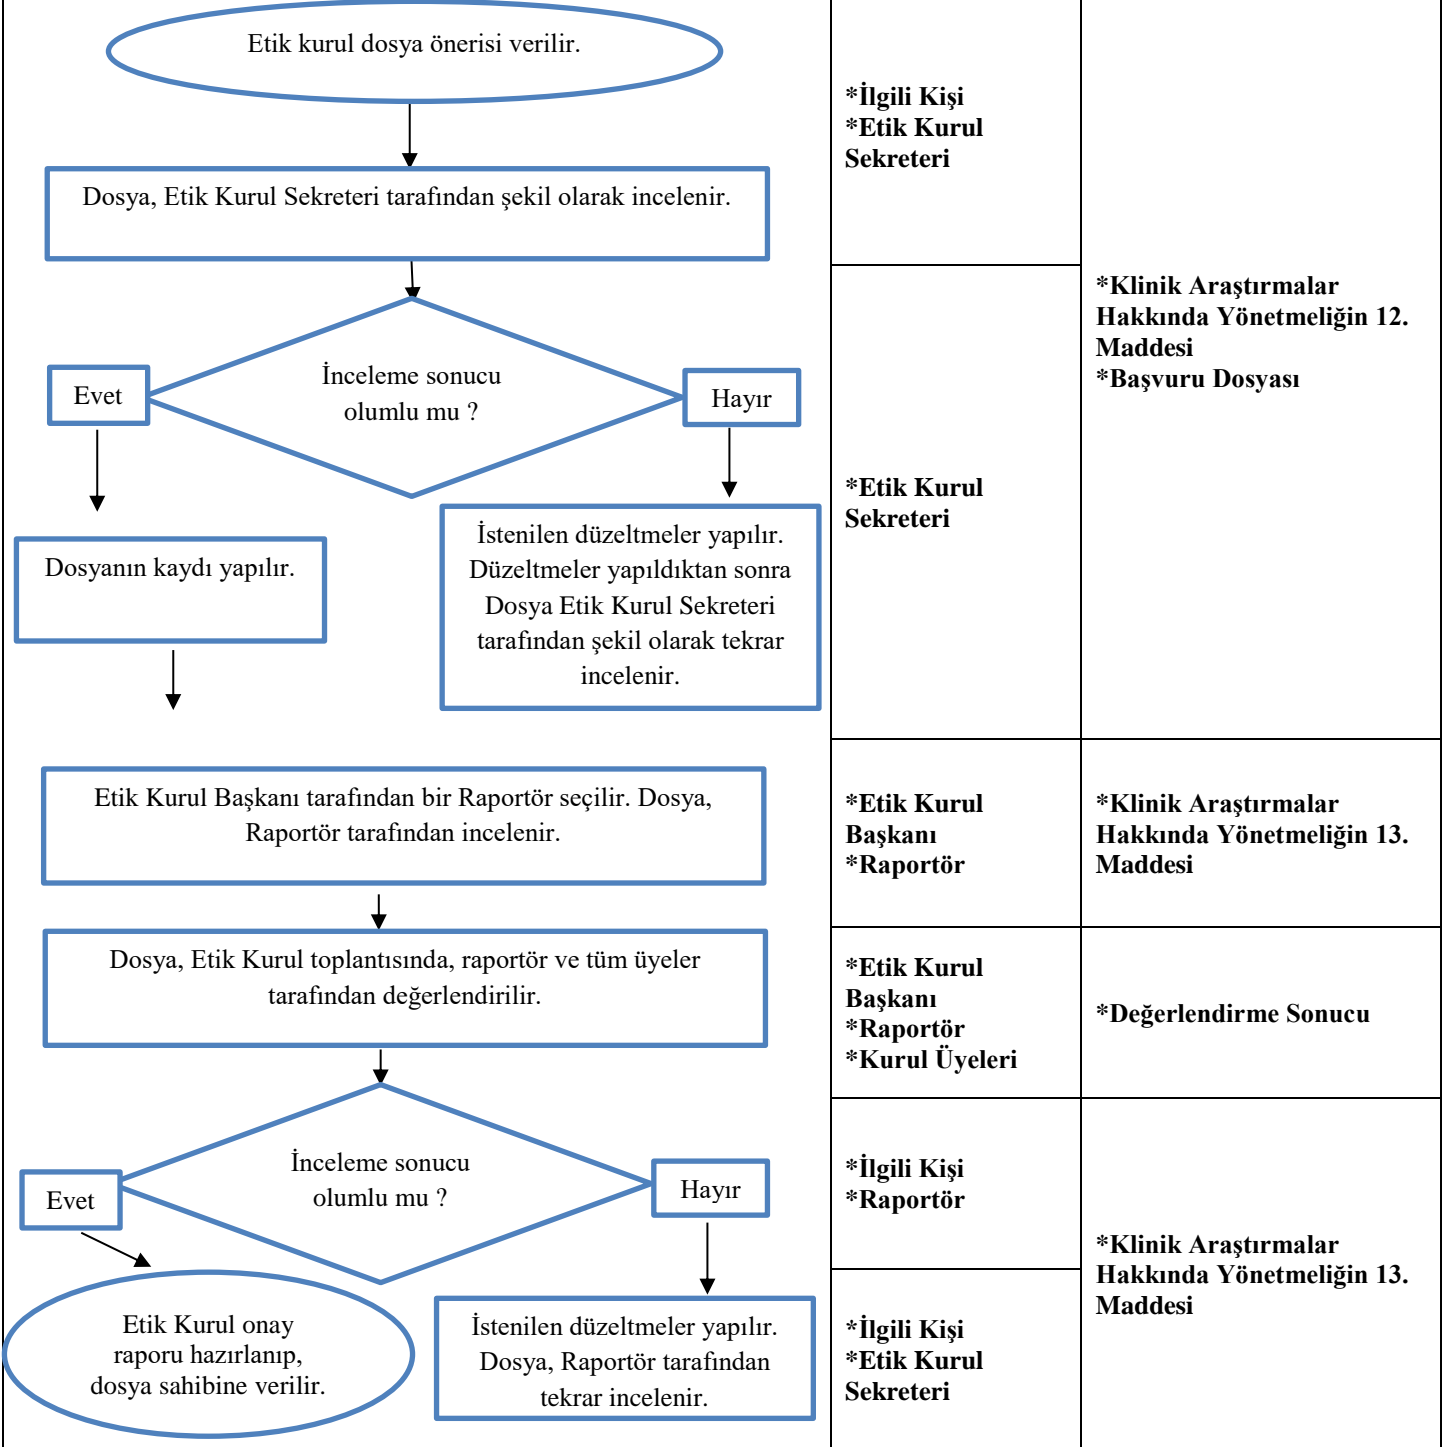 Etik kurul dosya önerisi verilir.
Dosya, Etik Kurul Sekreteri tarafından şekil olarak incelenir.
İnceleme sonucu
olumlu mu ?
Evet
Hayır
Dosyanın kaydı yapılır.
İstenilen düzeltmeler yapılır.
Düzeltmeler yapıldıktan sonra
Dosya Etik Kurul Sekreteri
tarafından şekil olarak tekrar
incelenir.
Etik Kurul Başkanı tarafından bir Raportör seçilir. Dosya,
Raportör tarafından incelenir.
Dosya, Etik Kurul toplantısında, raportör ve tüm üyeler
tarafından değerlendirilir.
İnceleme sonucu
olumlu mu ?
Evet
Hayır
Etik Kurul onay
raporu hazırlanıp,
dosya sahibine verilir.
İstenilen düzeltmeler yapılır.
Dosya, Raportör tarafından
tekrar incelenir.
*İlgili Kişi
*Etik Kurul
Sekreteri
*Etik Kurul
Sekreteri
*Etik Kurul
Başkanı
*Raportör
*Etik Kurul
Başkanı
*Raportör
*Kurul Üyeleri
*İlgili Kişi
*Raportör
*İlgili Kişi
*Etik Kurul
Sekreteri
*Klinik Araştırmalar
Hakkında Yönetmeliğin 12.
Maddesi
*Başvuru Dosyası
*Klinik Araştırmalar
Hakkında Yönetmeliğin 13.
Maddesi
*Değerlendirme Sonucu
*Klinik Araştırmalar
Hakkında Yönetmeliğin 13.
Maddesi